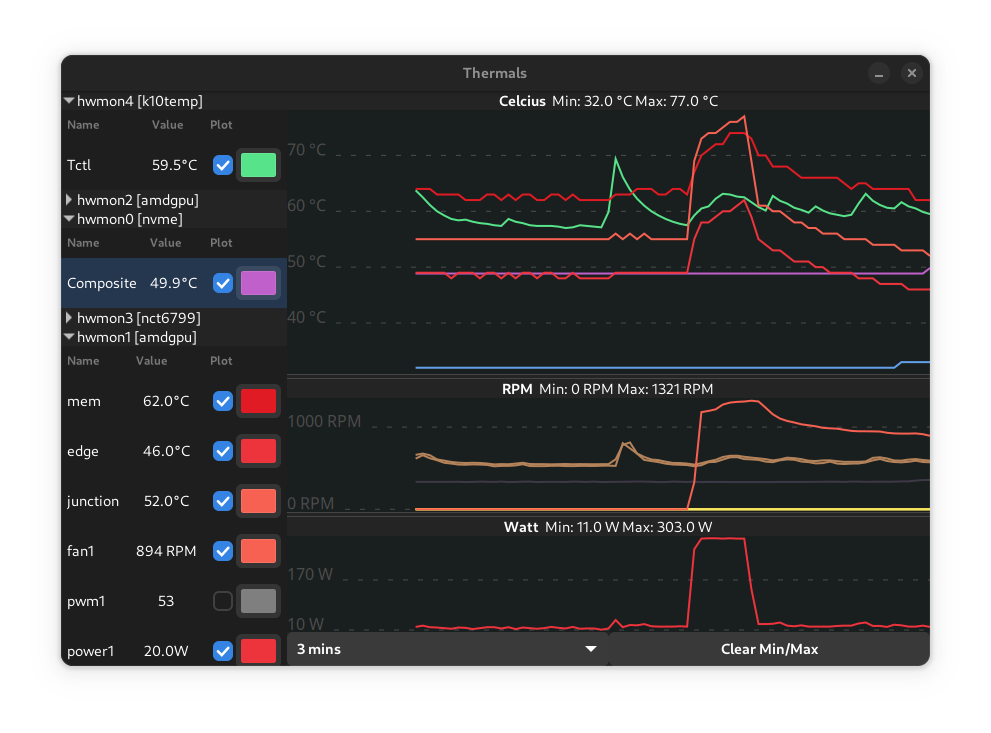 Thermals
hwmon4 [k10temp]
Name Value Plot
Tctl 59.5°C
hwmon2 [amdgpu]
hwmon0 [nvme]
Name Value Plot
Composite 49.9°C
hwmon3 [nct6799]
hwmon1 [amdgpu]
Name Value Plot
mem 62.0°C
edge 46.0°C
junction 52.0°C
fan1 894 RPM
pwm1 53
power1 20.0W
Celcius Min: 32.0 °C Max: 77.0 °C
70 °C
60 °C
50 °C
40 °C
RPM Min: 0 RPM Max: 1321 RPM
1000 RPM
0 RPM
Watt Min: 11.0 W Max: 303.0 W
170 W
10 W
3 mins
Clear Min/Max